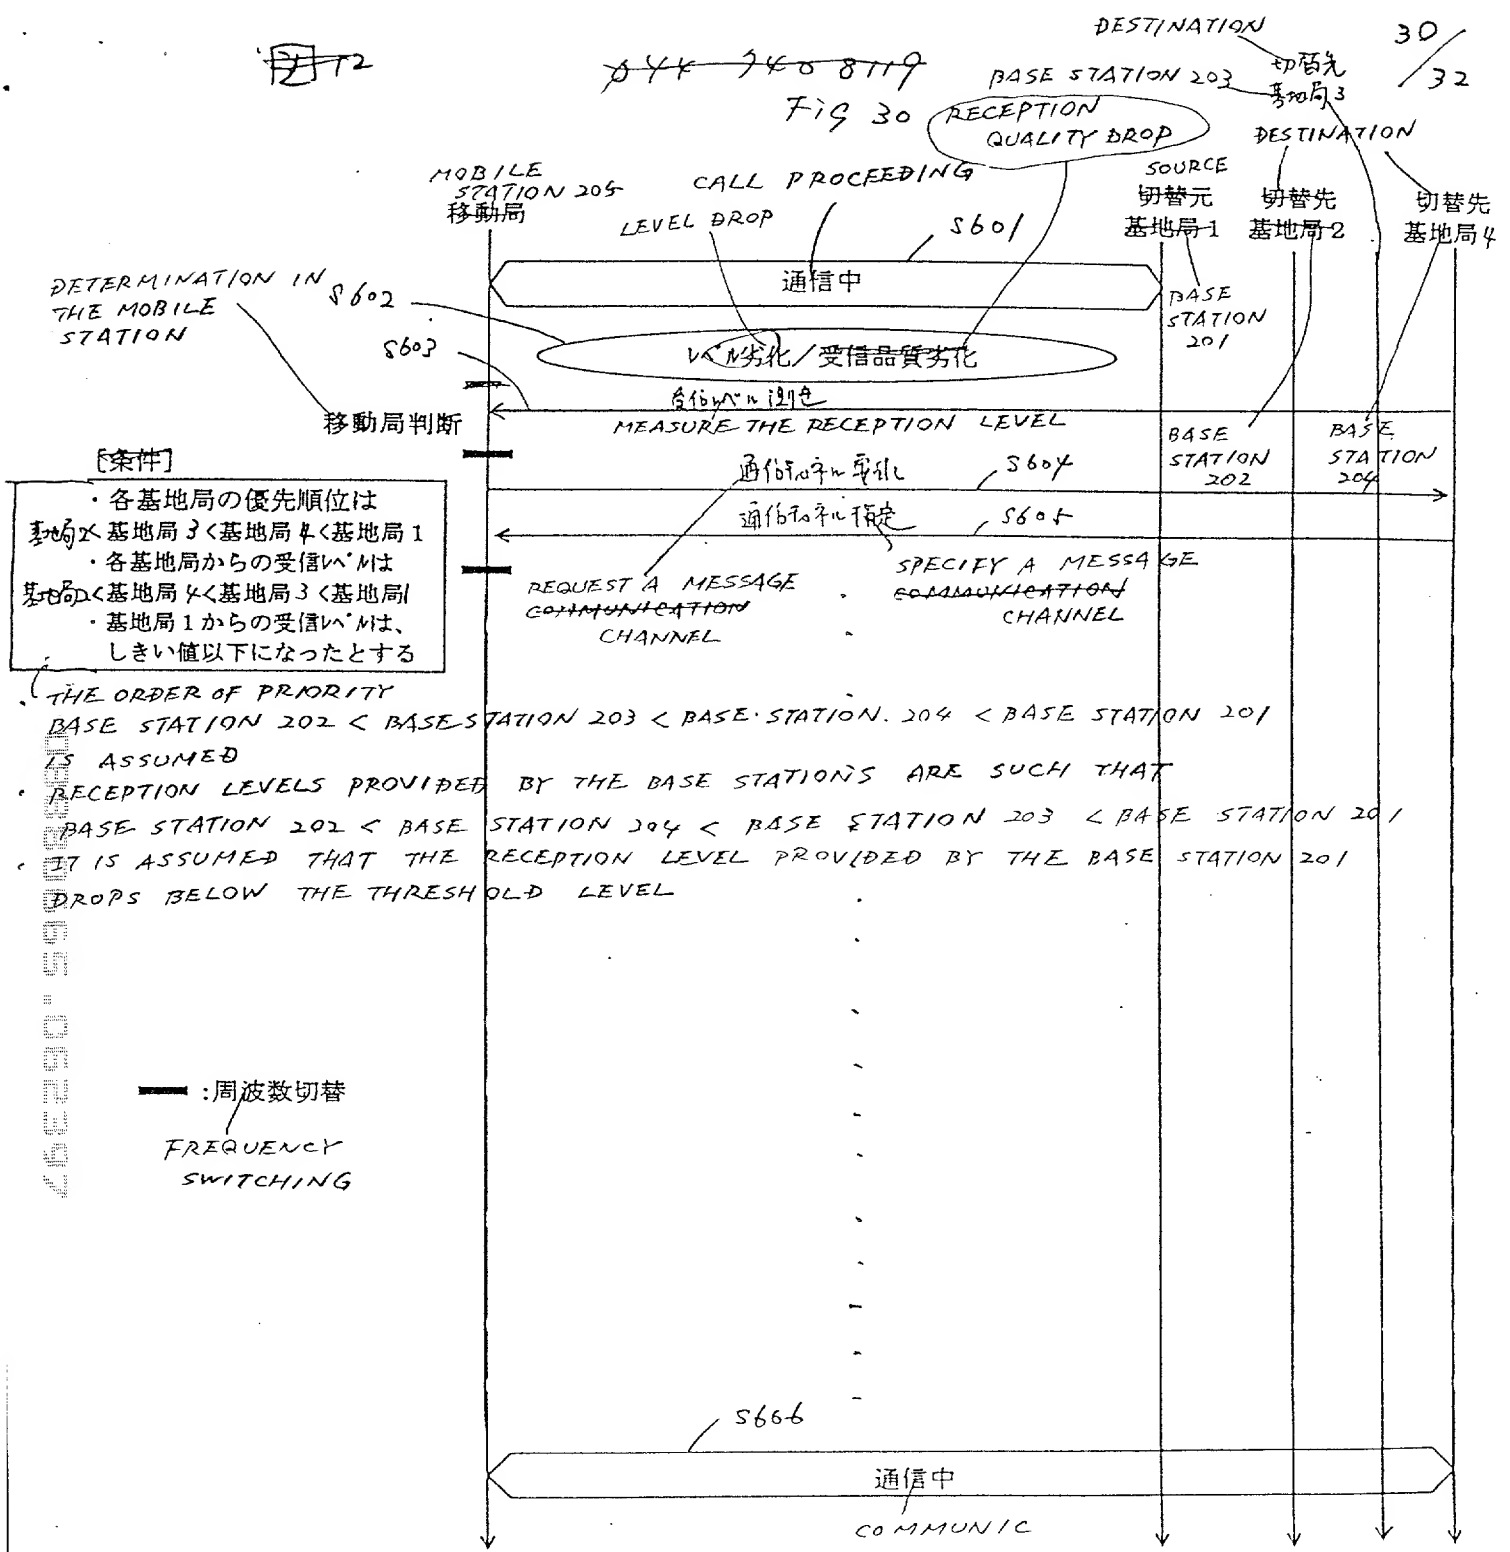 図12
044 740 8119
Fig 30
30/32
DESTINATION
切替先
基地局3
BASE STATION 203
RECEPTION
QUALITY DROP
DESTINATION
MOBILE
STATION 205
移動局
CALL PROCEEDING
SOURCE
切替元
基地局1
切替先
基地局2
切替先
基地局4
LEVEL DROP
S601
通信中
DETERMINATION IN
THE MOBILE
STATION
S602
BASE
STATION
201
S603
レベル劣化/受信品質劣化
受信レベル測定
MEASURE THE RECEPTION LEVEL
移動局判断
BASE
STATION
202
BASE
STATION
204
[条件]
・各基地局の優先順位は
基地局2<基地局3<基地局4<基地局1
・各基地局からの受信レベルは
基地局2<基地局4<基地局3<基地局1
・基地局1からの受信レベルは、
しきい値以下になったとする
通信チャネル要求
S604
通信チャネル指定
S605
REQUEST A MESSAGE
COMMUNICATION
CHANNEL
SPECIFY A MESSAGE
COMMUNICATION
CHANNEL
・THE ORDER OF PRIORITY
BASE STATION 202 < BASE STATION 203 < BASE STATION 204 < BASE STATION 201
IS ASSUMED
・RECEPTION LEVELS PROVIDED BY THE BASE STATIONS ARE SUCH THAT
BASE STATION 202 < BASE STATION 204 < BASE STATION 203 < BASE STATION 201
・IT IS ASSUMED THAT THE RECEPTION LEVEL PROVIDED BY THE BASE STATION 201
DROPS BELOW THE THRESHOLD LEVEL
:周波数切替
FREQUENCY
SWITCHING
S606
通信中
COMMUNIC